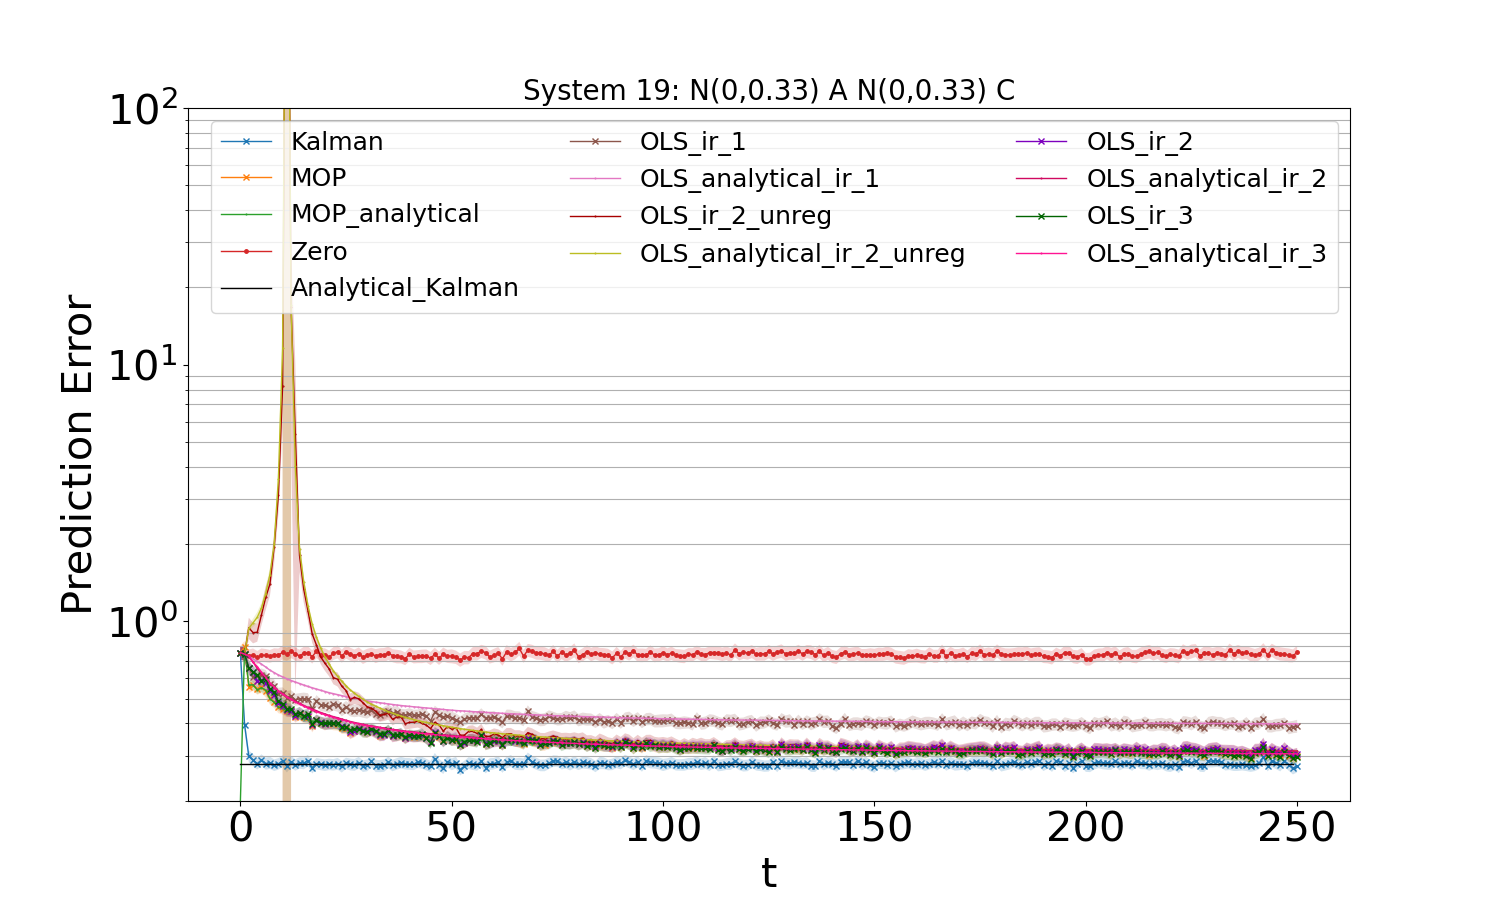 System 19: N(0,0.33) A N(0,0.33) C
Prediction Error
10²
10¹
10⁰
Kalman
MOP
MOP_analytical
Zero
Analytical_Kalman
OLS_ir_1
OLS_analytical_ir_1
OLS_ir_2_unreg
OLS_analytical_ir_2_unreg
OLS_ir_2
OLS_analytical_ir_2
OLS_ir_3
OLS_analytical_ir_3
0 50 100 150 200 250
t